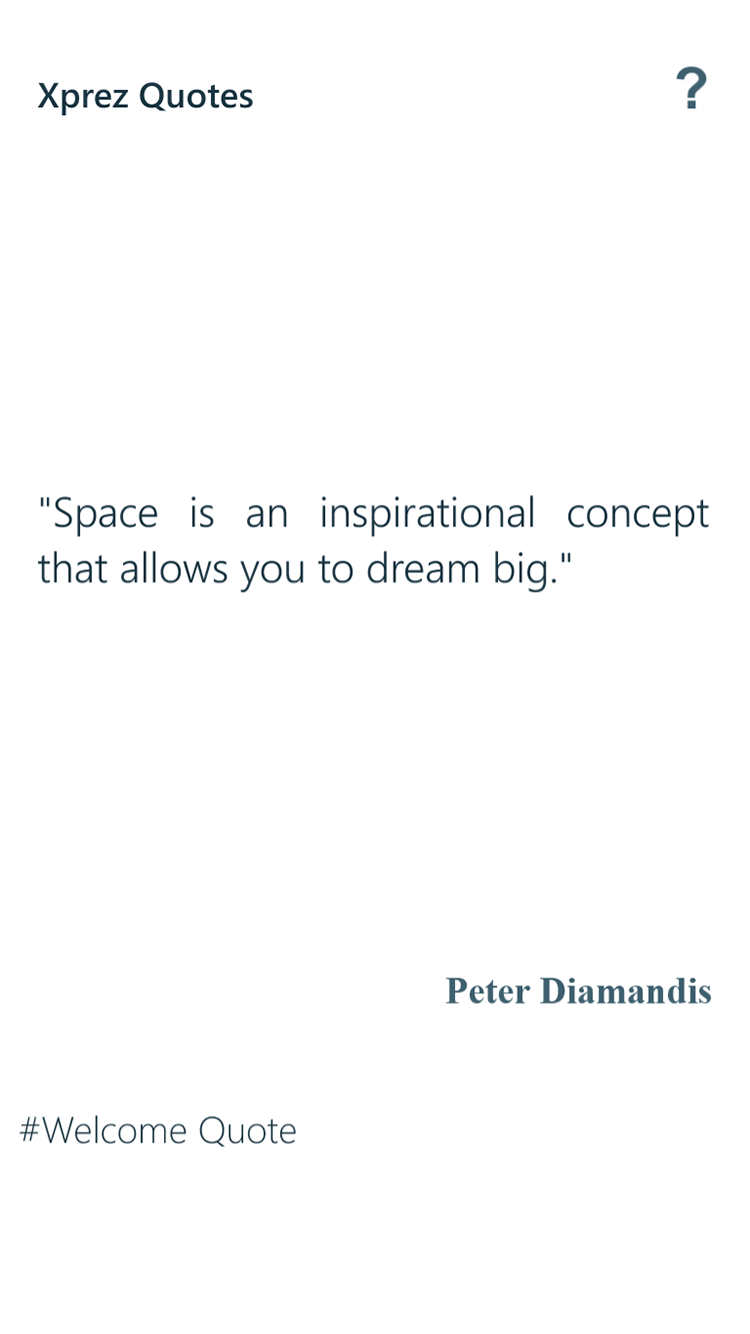 Xprez Quotes ?
"Space is an inspirational concept
that allows you to dream big."
Peter Diamandis
#Welcome Quote